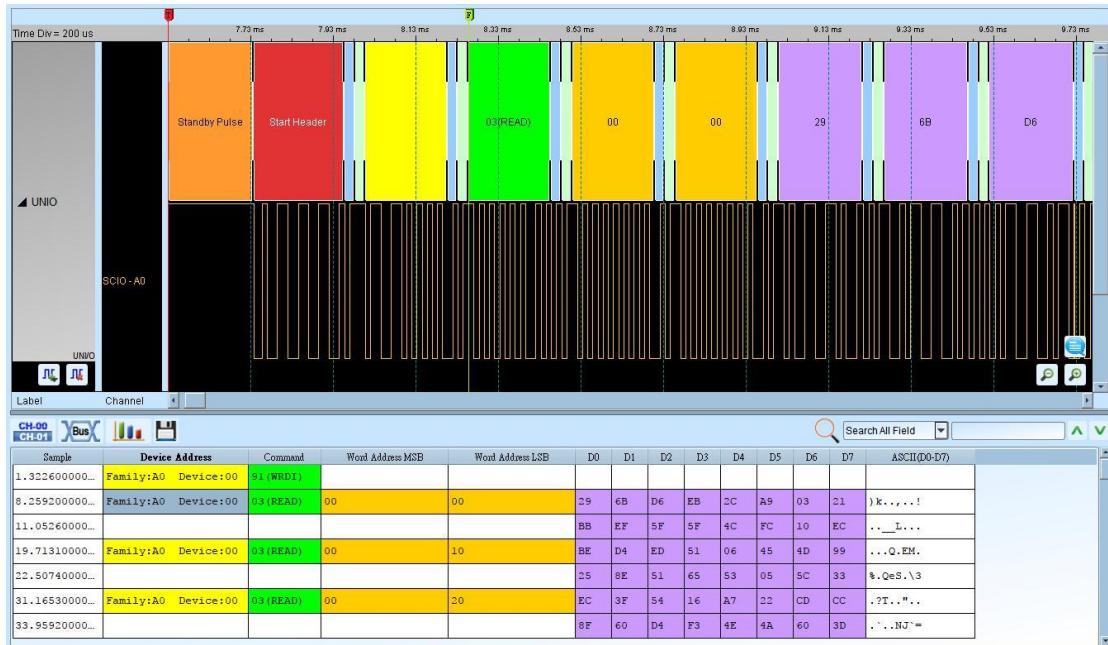 T F
Time Div = 200 us 7.73 ms 7.93 ms 8.13 ms 8.33 ms 8.53 ms 8.73 ms 8.93 ms 9.13 ms 9.33 ms 9.53 ms 9.73 ms
Standby Pulse Start Header 03(READ) 00 00 29 6B D6
UNIO
SCIO - A0
UNI/O
Label Channel
CH-00
CH-01 Bus Search All Field
Sample Device Address Command Word Address MSB Word Address LSB D0 D1 D2 D3 D4 D5 D6 D7 ASCII(D0-D7)
1.322600000... Family:A0 Device:00 91(WRDI)
8.259200000... Family:A0 Device:00 03(READ) 00 00 29 6B D6 EB 2C A9 03 21 )k..,..!
11.05260000... BB EF 5F 5F 4C FC 10 EC ..__L...
19.71310000... Family:A0 Device:00 03(READ) 00 10 BE D4 ED 51 06 45 4D 99 ...Q.EM.
22.50740000... 25 8E 51 65 53 05 5C 33 %.QeS.\3
31.16530000... Family:A0 Device:00 03(READ) 00 20 EC 3F 54 16 A7 22 CD CC .?T.."..
33.95920000... 8F 60 D4 F3 4E 4A 60 3D .`..NJ`=